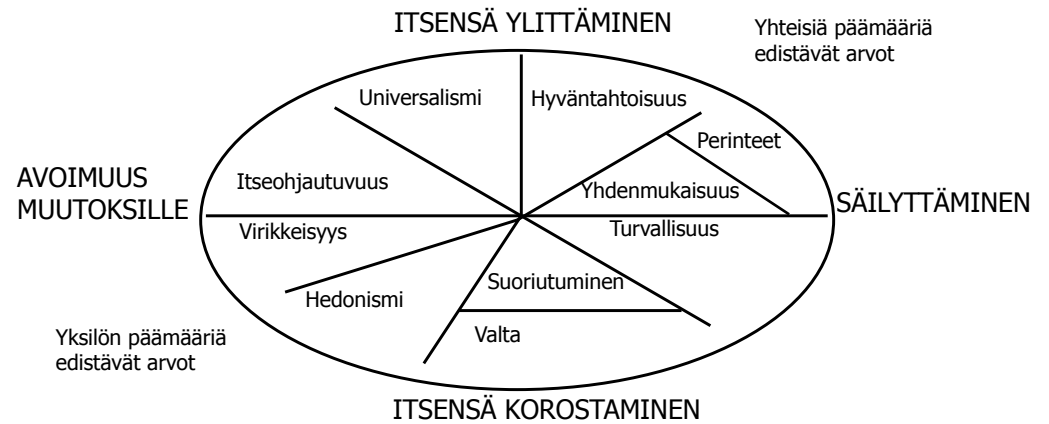 ITSENSÄ YLITTÄMINEN
Yhteisiä päämääriä
edistävät arvot
Universalismi
Hyväntahtoisuus
Perinteet
AVOIMUUS
MUUTOKSILLE
Itseohjautuvuus
Yhdenmukaisuus
SÄILYTTÄMINEN
Virikkeisyys
Turvallisuus
Hedonismi
Suoriutuminen
Valta
Yksilön päämääriä
edistävät arvot
ITSENSÄ KOROSTAMINEN